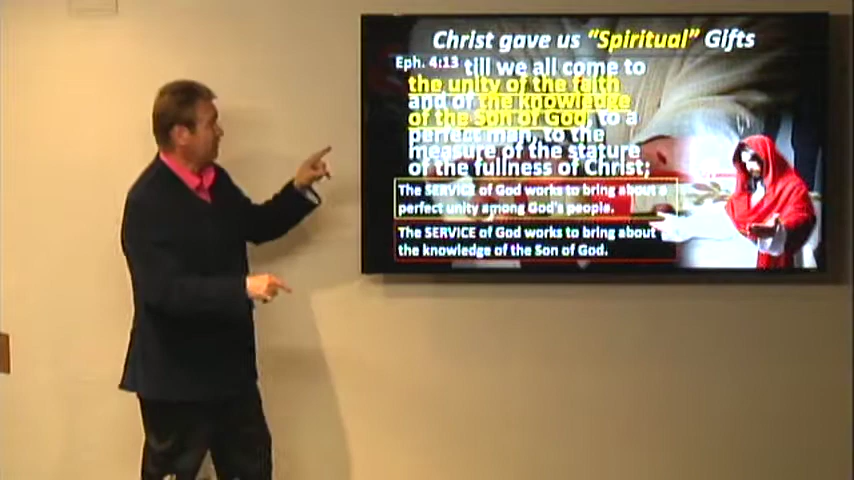 Christ gave us "Spiritual" Gifts
Eph. 4:13 till we all come to
the unity of the faith
and of the knowledge
of the Son of God, to a
perfect man, to the
measure of the stature
of the fullness of Christ;
The SERVICE of God works to bring about a
perfect unity among God's people.
The SERVICE of God works to bring about
the knowledge of the Son of God.